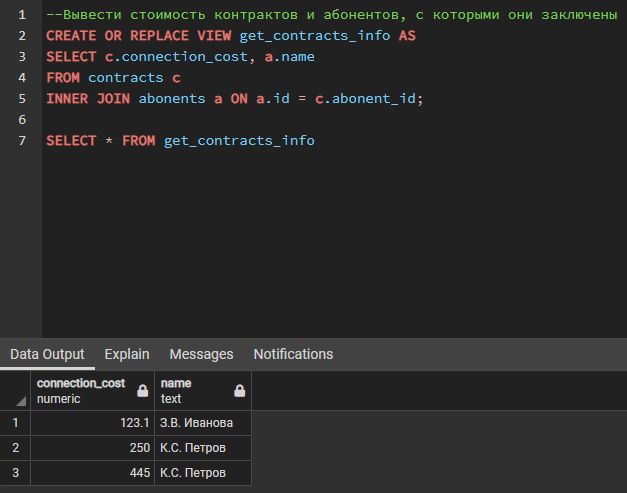 1 --Вывести стоимость контрактов и абонентов, с которыми они заключены
2 CREATE OR REPLACE VIEW get_contracts_info AS
3 SELECT c.connection_cost, a.name
4 FROM contracts c
5 INNER JOIN abonents a ON a.id = c.abonent_id;
6
7 SELECT * FROM get_contracts_info
Data Output Explain Messages Notifications
connection_cost name
numeric text
1 123.1 З.В. Иванова
2 250 К.С. Петров
3 445 К.С. Петров